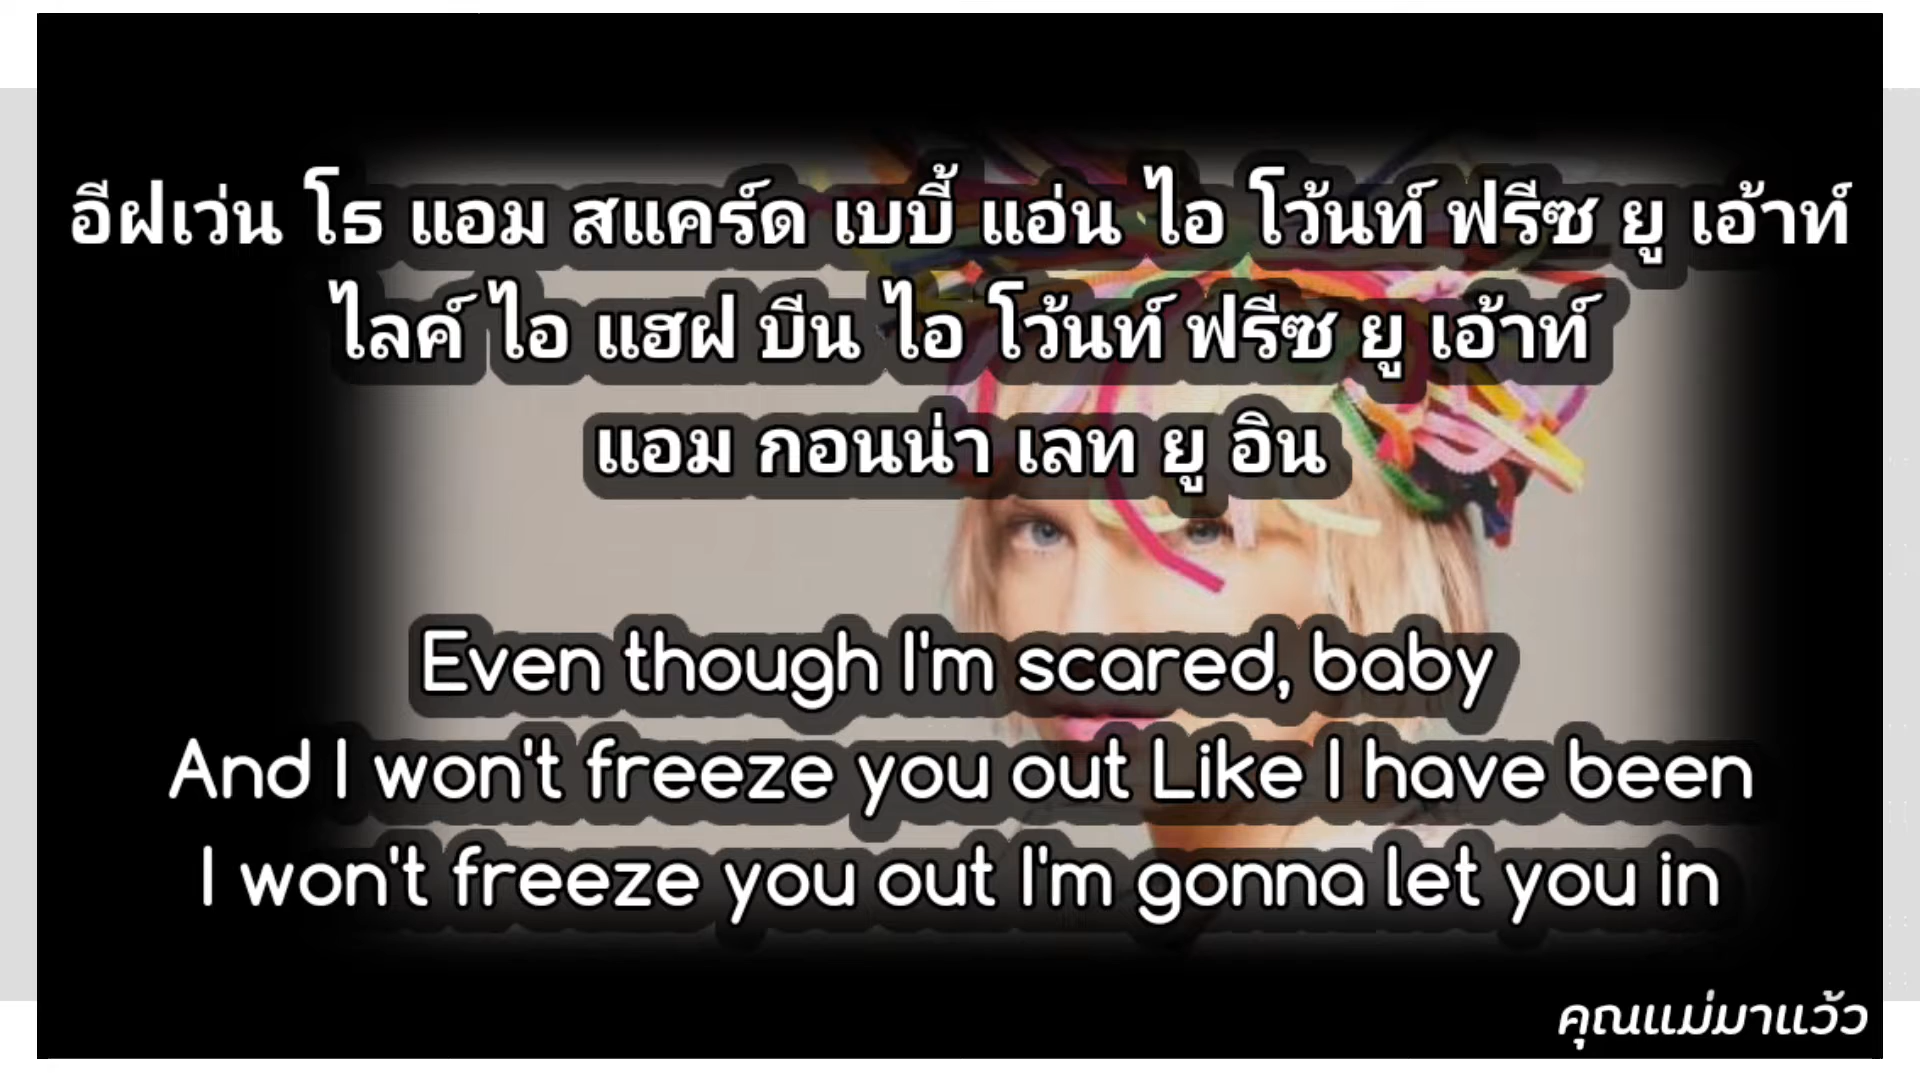 อีฝเว่น โธ แอม สแคร์ด เบบี้ แอ่น ไอ โว้นท์ ฟรีซ ยู เอ้าท์
ไลค์ ไอ แฮฝ บีน ไอ โว้นท์ ฟรีซ ยู เอ้าท์
แอม กอนน่า เลท ยู อิน
Even though I'm scared, baby
And I won't freeze you out Like I have been
I won't freeze you out I'm gonna let you in
คุณแม่มาแว้ว